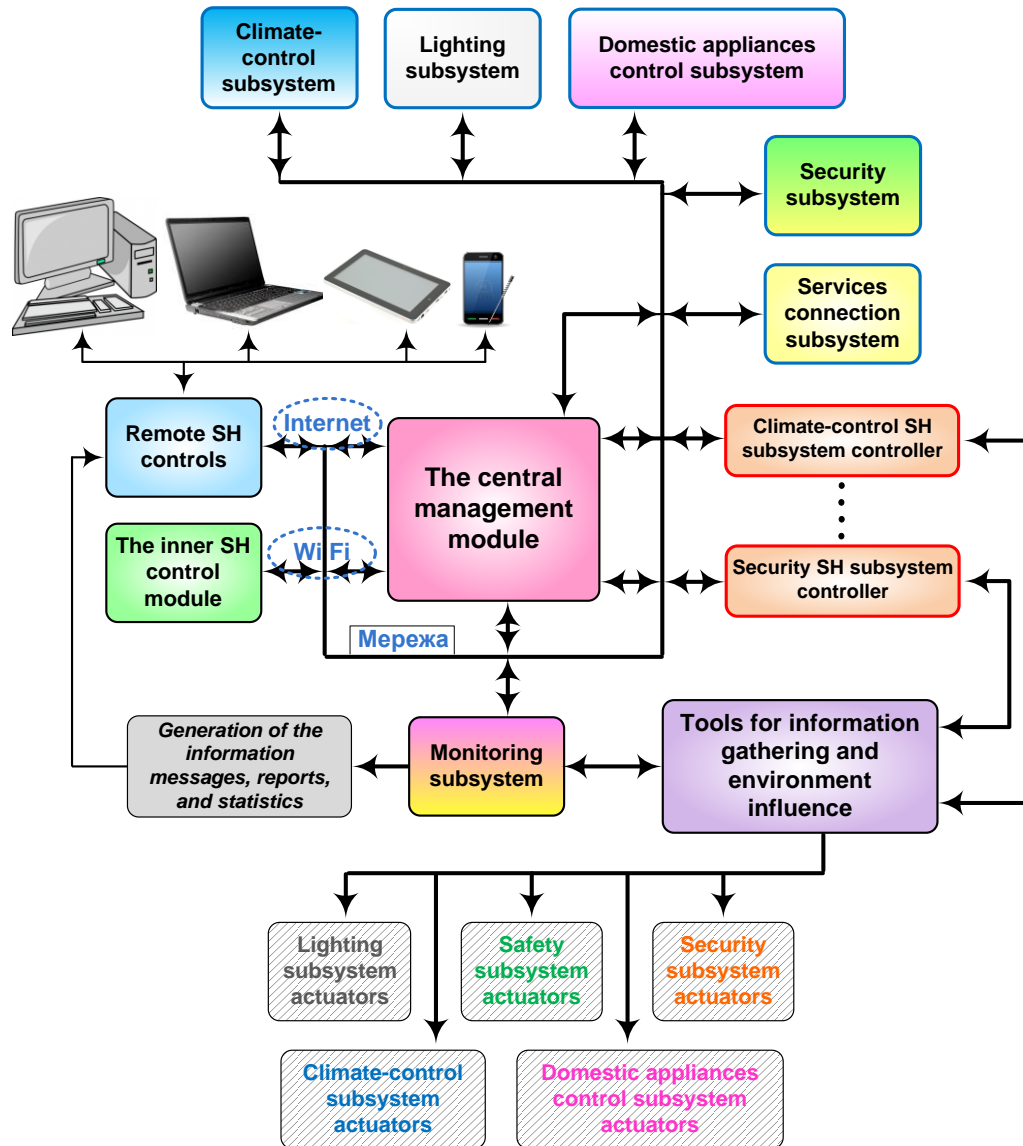 Climate-
control
subsystem
Lighting
subsystem
Domestic appliances
control subsystem
Security
subsystem
Services
connection
subsystem
Remote SH
controls
Internet
The central
management
module
Climate-control SH
subsystem controller
The inner SH
control
module
Wi Fi
Security SH subsystem
controller
Мережа
Generation of the
information
messages, reports,
and statistics
Monitoring
subsystem
Tools for information
gathering and
environment
influence
Lighting
subsystem
actuators
Safety
subsystem
actuators
Security
subsystem
actuators
Climate-control
subsystem
actuators
Domestic appliances
control subsystem
actuators